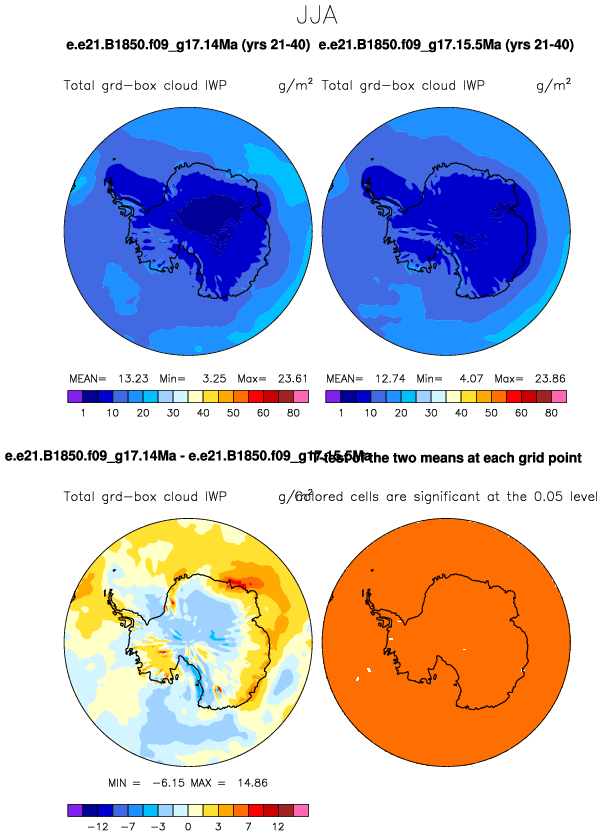 JJA
e.e21.B1850.f09_g17.14Ma (yrs 21-40) e.e21.B1850.f09_g17.15.5Ma (yrs 21-40)
Total grd-box cloud IWP g/m² Total grd-box cloud IWP g/m²
MEAN= 13.23 Min= 3.25 Max= 23.61 MEAN= 12.74 Min= 4.07 Max= 23.86
1 10 20 30 40 50 60 80 1 10 20 30 40 50 60 80
e.e21.B1850.f09_g17.14Ma - e.e21.B1850.f09_g17.15.5Ma T-test of the two means at each grid point
Total grd-box cloud IWP g/m² Colored cells are significant at the 0.05 level
MIN = -6.15 MAX = 14.86
-12 -7 -3 0 3 7 12